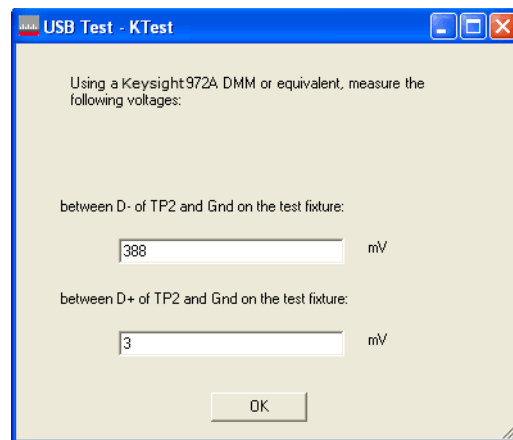 USB Test - KTest
Using a Keysight 972A DMM or equivalent, measure the
following voltages:
between D- of TP2 and Gnd on the test fixture:
388 mV
between D+ of TP2 and Gnd on the test fixture:
3 mV
OK